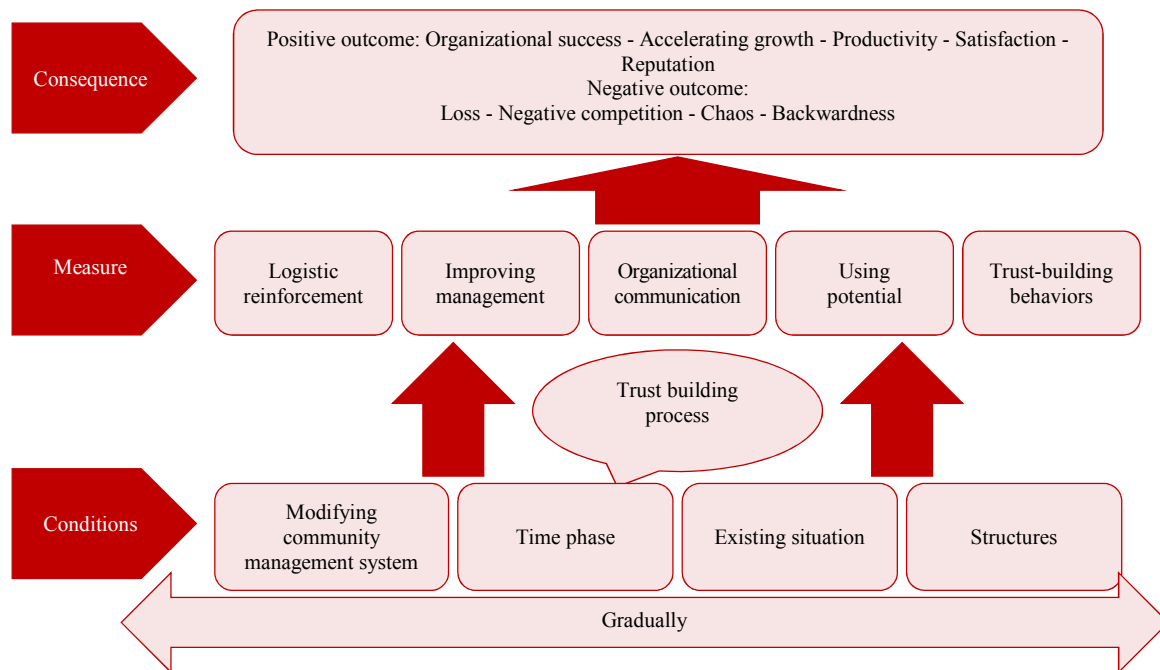 Consequence
Positive outcome: Organizational success - Accelerating growth - Productivity - Satisfaction -
Reputation
Negative outcome:
Loss - Negative competition - Chaos - Backwardness
Measure
Logistic
reinforcement
Improving
management
Organizational
communication
Using
potential
Trust-building
behaviors
Trust building
process
Conditions
Modifying
community
management system
Time phase
Existing situation
Structures
Gradually